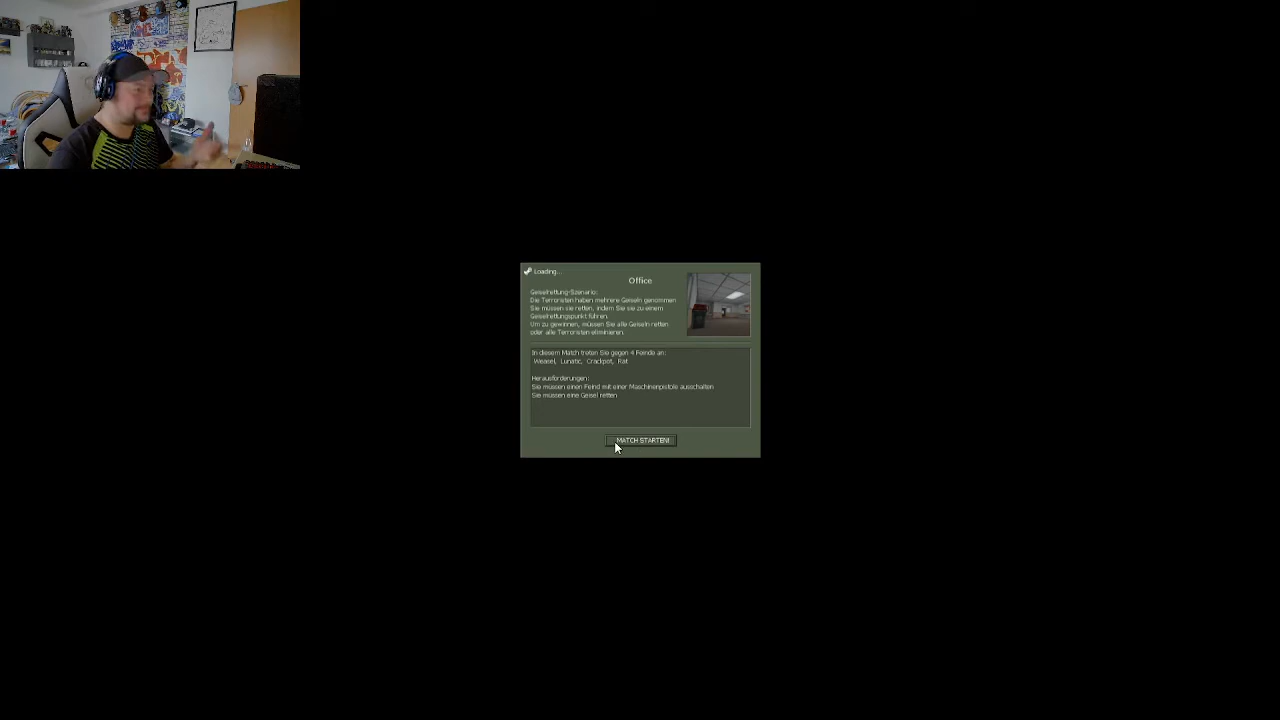 Loading...
Office
Geiselrettung-Szenario:
Die Terroristen haben mehrere Geiseln genommen
Sie müssen sie retten, indem Sie sie zu einem
Geiselrettungspunkt führen.
Um zu gewinnen, müssen Sie alle Geiseln retten
oder alle Terroristen eliminieren.
In diesem Match treten Sie gegen 4 Feinde an:
Weasel, Lunatic, Crackpot, Rat
Herausforderungen:
Sie müssen einen Feind mit einer Maschinenpistole ausschalten
Sie müssen eine Geisel retten
MATCH STARTEN!